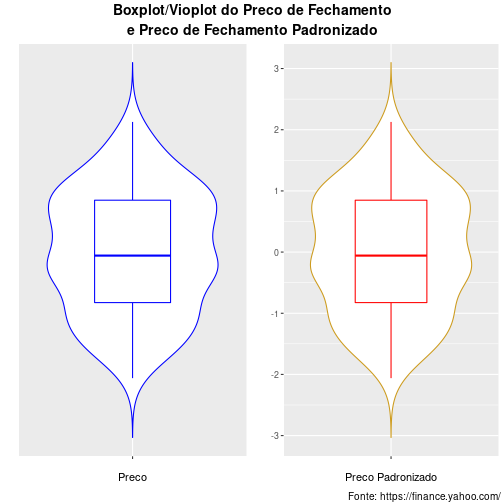 Boxplot/Vioplot do Preco de Fechamento
e Preco de Fechamento Padronizado
3
2
1
0
-1
-2
-3
Preco
Preco Padronizado
Fonte: https://finance.yahoo.com/